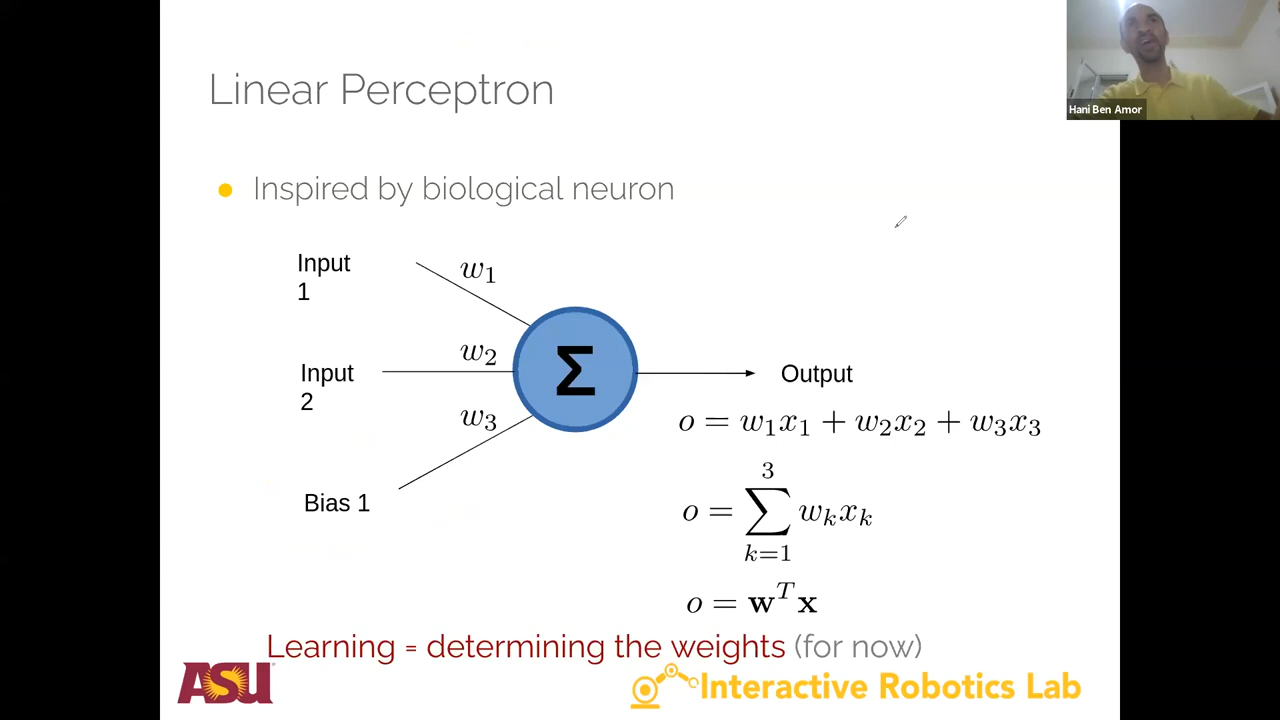 Linear Perceptron
Hani Ben Amor
Inspired by biological neuron
Input
1
w₁
Input
2
w₂
w₃
Bias 1
Σ
Output
o = w₁x₁ + w₂x₂ + w₃x₃
o = ∑_{k=1}^{3} wₖxₖ
o = wᵀx
Learning = determining the weights (for now)
ASU
Interactive Robotics Lab